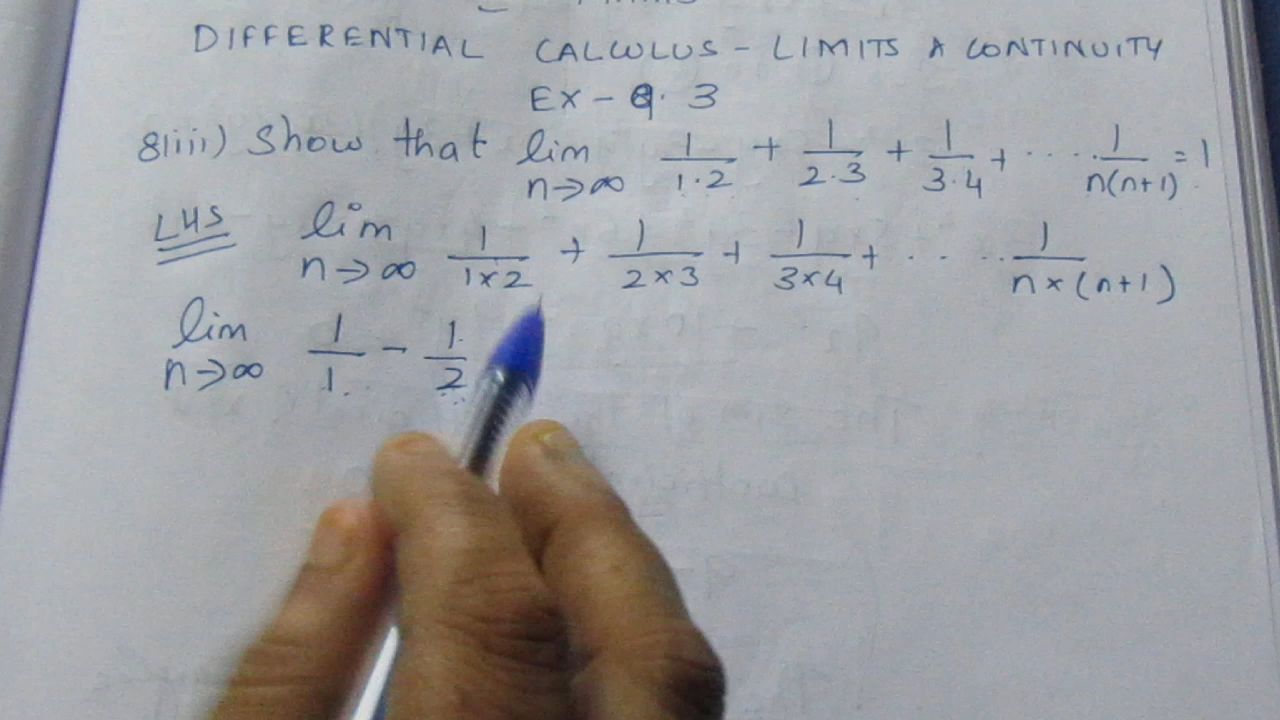 DIFFERENTIAL CALCULUS - LIMITS & CONTINUITY
EX - 9.3
8)iii) Show that lim n→∞ 1/1·2 + 1/2·3 + 1/3·4 + ····· 1/n(n+1) = 1
LHS lim n→∞ 1/1×2 + 1/2×3 + 1/3×4 + ····· 1/n×(n+1)
lim n→∞ 1/1 - 1/2